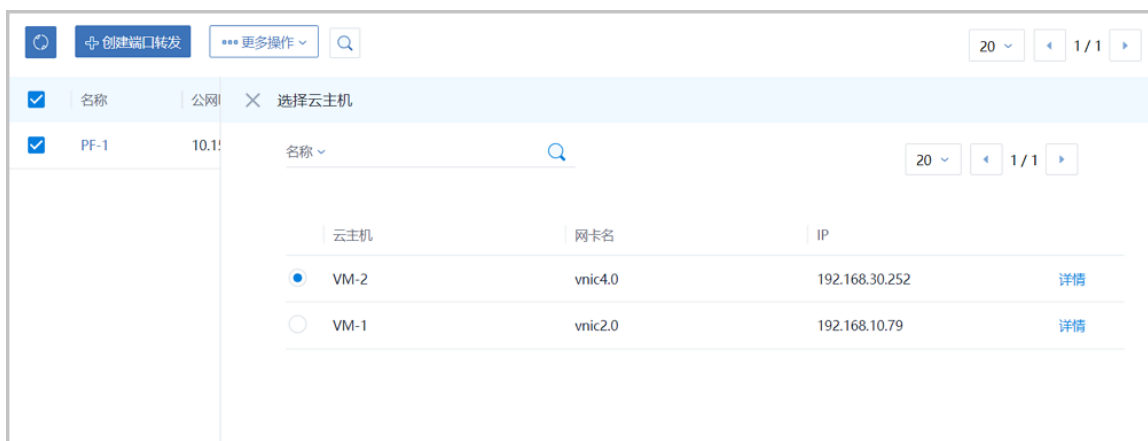 创建端口转发 更多操作 20 1 / 1
名称 公网 选择云主机
PF-1 10.1 名称 20 1 / 1
云主机 网卡名 IP
VM-2 vnic4.0 192.168.30.252 详情
VM-1 vnic2.0 192.168.10.79 详情